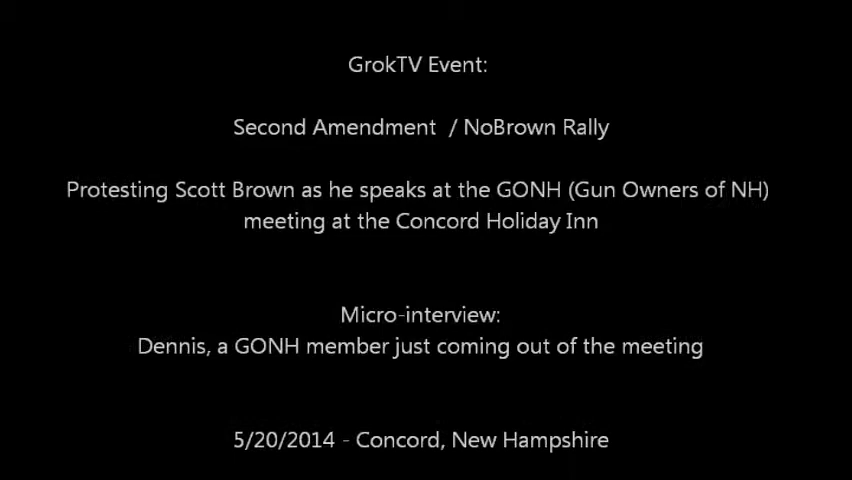 GrokTV Event:
Second Amendment / NoBrown Rally
Protesting Scott Brown as he speaks at the GONH (Gun Owners of NH)
meeting at the Concord Holiday Inn
Micro-interview:
Dennis, a GONH member just coming out of the meeting
5/20/2014 - Concord, New Hampshire